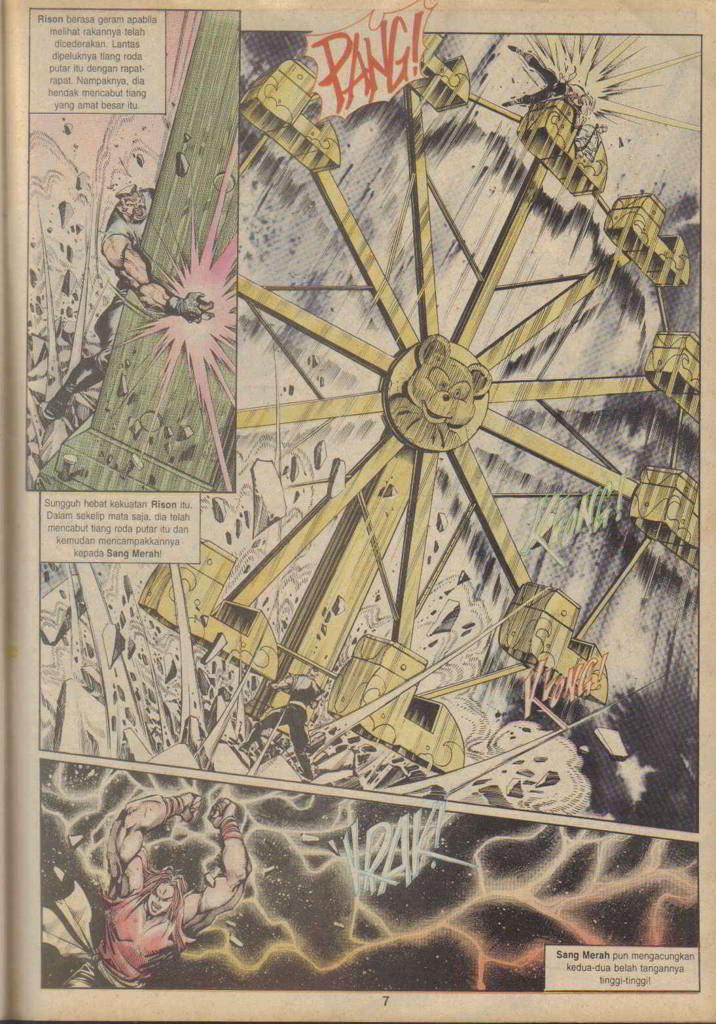 Rison berasa geram apabila
melihat rakannya telah
dicederakan. Lantas
dipeluknya tiang roda
putar itu dengan rapat-
rapat. Nampaknya, dia
hendak mencabut tiang
yang amat besar itu.
PANG!
Sungguh hebat kekuatan Rison itu.
Dalam sekelip mata saja, dia telah
mencabut tiang roda putar itu dan
kemudan mencampakkannya
kepada Sang Merah!
KUNG!
KUNG!
KRAK
Sang Merah pun mengacungkan
kedua-dua belah tangannya
tinggi-tinggi!
7